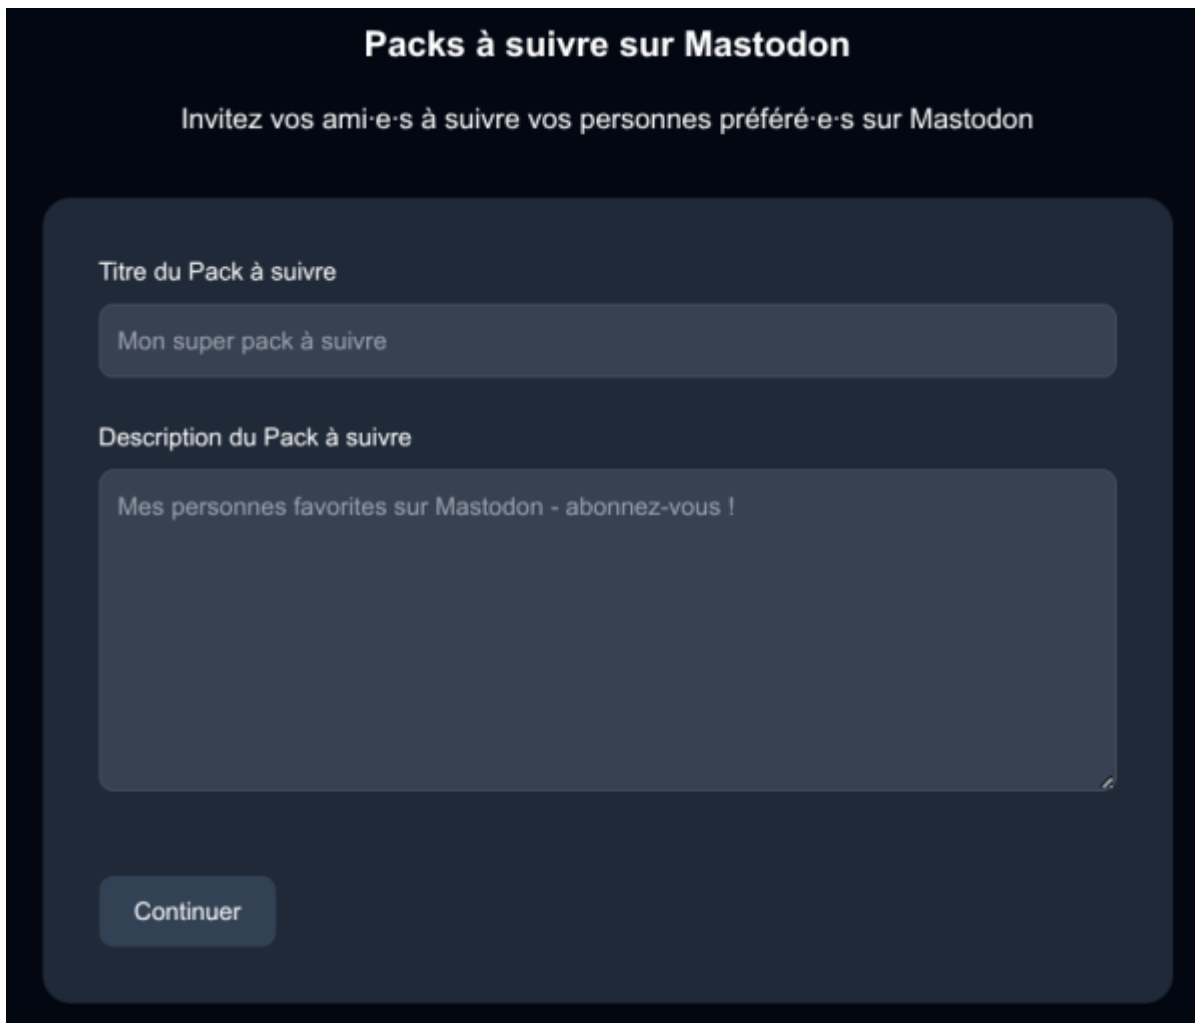 Packs à suivre sur Mastodon
Invitez vos ami·e·s à suivre vos personnes préféré·e·s sur Mastodon
Titre du Pack à suivre
Mon super pack à suivre
Description du Pack à suivre
Mes personnes favorites sur Mastodon - abonnez-vous !
Continuer